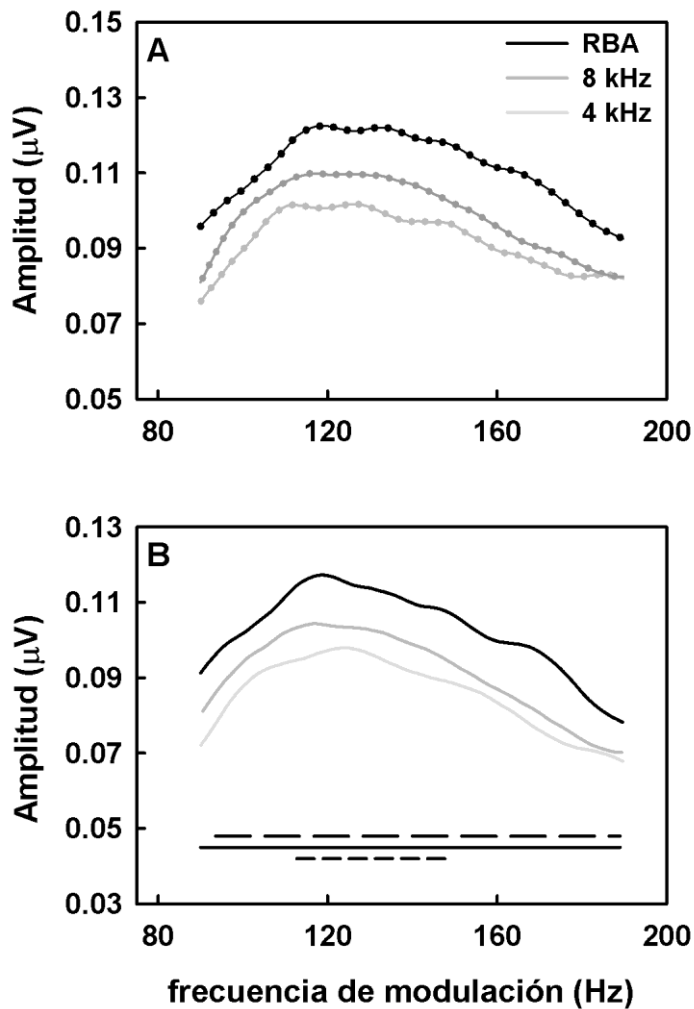 A
RBA
8 kHz
4 kHz
Amplitud (μV)
0.15
0.13
0.11
0.09
0.07
0.05
80 120 160 200
B
Amplitud (μV)
0.13
0.11
0.09
0.07
0.05
0.03
80 120 160 200
frecuencia de modulación (Hz)